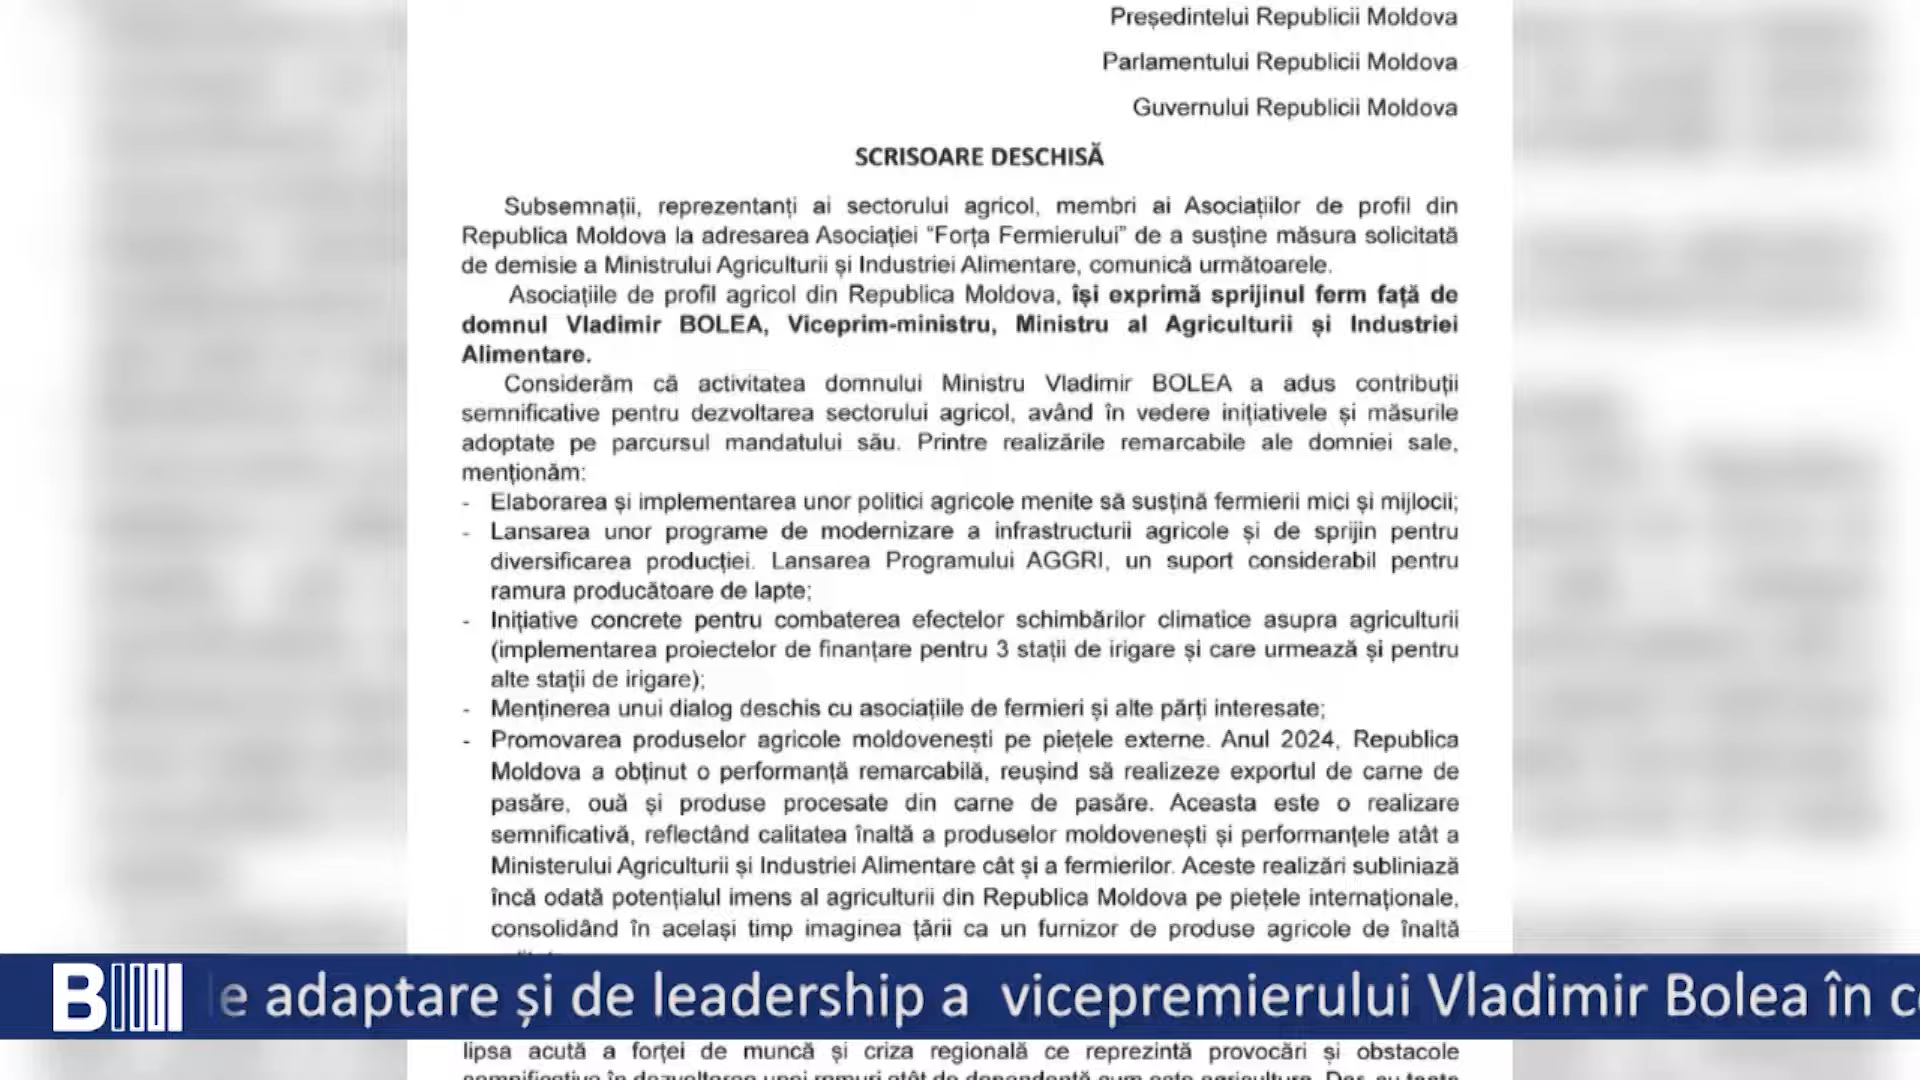 Președintelui Republicii Moldova
Parlamentului Republicii Moldova
Guvernului Republicii Moldova
SCRISOARE DESCHISĂ
Subsemnații, reprezentanți ai sectorului agricol, membri ai Asociațiilor de profil din
Republica Moldova la adresarea Asociației “Forța Fermierului” de a susține măsura solicitată
de demisie a Ministrului Agriculturii și Industriei Alimentare, comunică următoarele.
Asociațiile de profil agricol din Republica Moldova, își exprimă sprijinul ferm față de
domnul Vladimir BOLEA, Viceprim-ministru, Ministru al Agriculturii și Industriei
Alimentare.
Considerăm că activitatea domnului Ministru Vladimir BOLEA a adus contribuții
semnificative pentru dezvoltarea sectorului agricol, având în vedere inițiativele și măsurile
adoptate pe parcursul mandatului său. Printre realizările remarcabile ale domniei sale,
menționăm:
- Elaborarea și implementarea unor politici agricole menite să susțină fermierii mici și mijlocii;
- Lansarea unor programe de modernizare a infrastructurii agricole și de sprijin pentru
diversificarea producției. Lansarea Programului AGGRI, un suport considerabil pentru
ramura producătoare de lapte;
- Inițiative concrete pentru combaterea efectelor schimbărilor climatice asupra agriculturii
(implementarea proiectelor de finanțare pentru 3 stații de irigare și care urmează și pentru
alte stații de irigare);
- Menținerea unui dialog deschis cu asociațiile de fermieri și alte părți interesate;
- Promovarea produselor agricole moldovenești pe piețele externe. Anul 2024, Republica
Moldova a obținut o performanță remarcabilă, reușind să realizeze exportul de carne de
pasăre, ouă și produse procesate din carne de pasăre. Aceasta este o realizare
semnificativă, reflectând calitatea înaltă a produselor moldovenești și performanțele atât a
Ministerului Agriculturii și Industriei Alimentare cât și a fermierilor. Aceste realizări subliniază
încă odată potențialul imens al agriculturii din Republica Moldova pe piețele internaționale,
consolidând în același timp imaginea țării ca un furnizor de produse agricole de înaltă
B e adaptare și de leadership a vicepremierului Vladimir Bolea în c
lipsa acută a forței de muncă și criza regională ce reprezintă provocări și obstacole